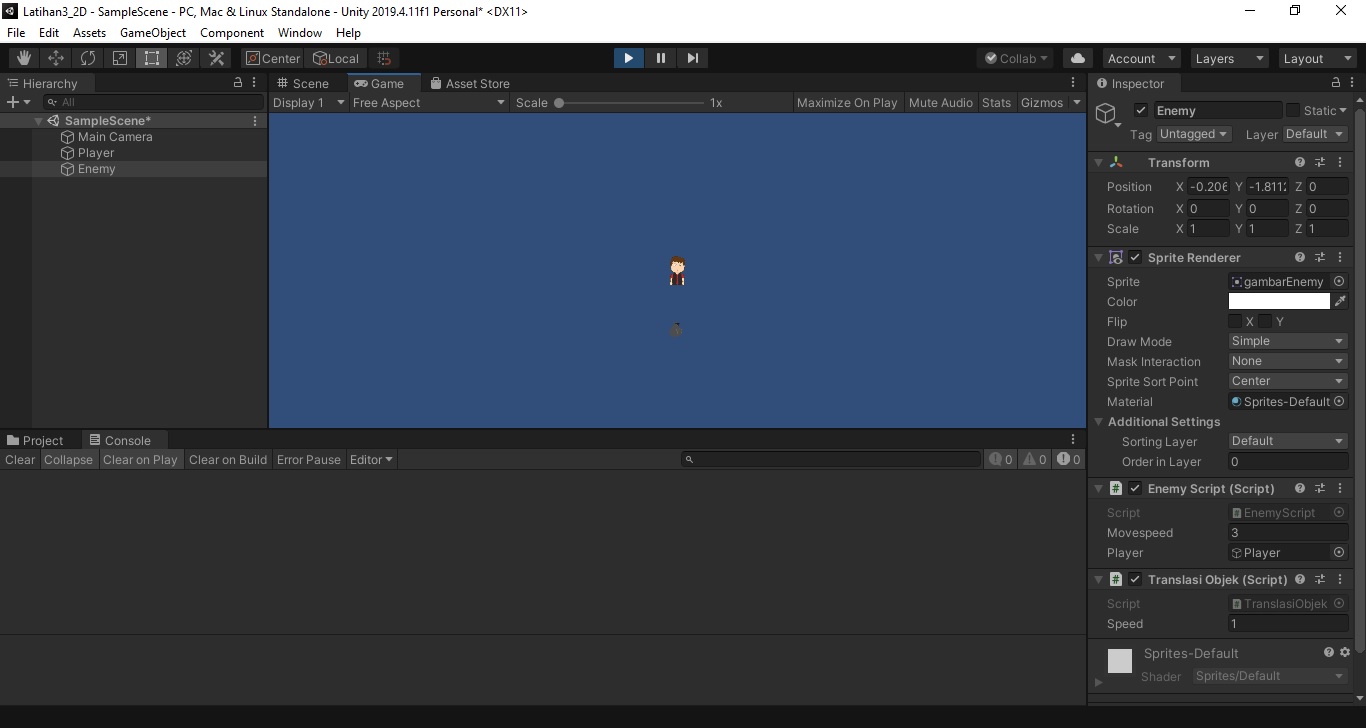 Latihan3_2D - SampleScene - PC, Mac & Linux Standalone - Unity 2019.4.11f1 Personal* <DX11>
File Edit Assets GameObject Component Window Help
Center Local Collab Account Layers Layout
Hierarchy
All
SampleScene*
Main Camera
Player
Enemy
Scene Game Asset Store
Display 1 Free Aspect Scale 1x Maximize On Play Mute Audio Stats Gizmos
Project Console
Clear Collapse Clear on Play Clear on Build Error Pause Editor 0 0 0
Inspector
Enemy Static
Tag Untagged Layer Default
Transform
Position X -0.206 Y -1.811 Z 0
Rotation X 0 Y 0 Z 0
Scale X 1 Y 1 Z 1
Sprite Renderer
Sprite gambarEnemy
Color
Flip X Y
Draw Mode Simple
Mask Interaction None
Sprite Sort Point Center
Material Sprites-Default
Additional Settings
Sorting Layer Default
Order in Layer 0
# Enemy Script (Script)
Script EnemyScript
Movespeed 3
Player Player
# Translasi Objek (Script)
Script TranslasiObjek
Speed 1
Sprites-Default
Shader Sprites/Default